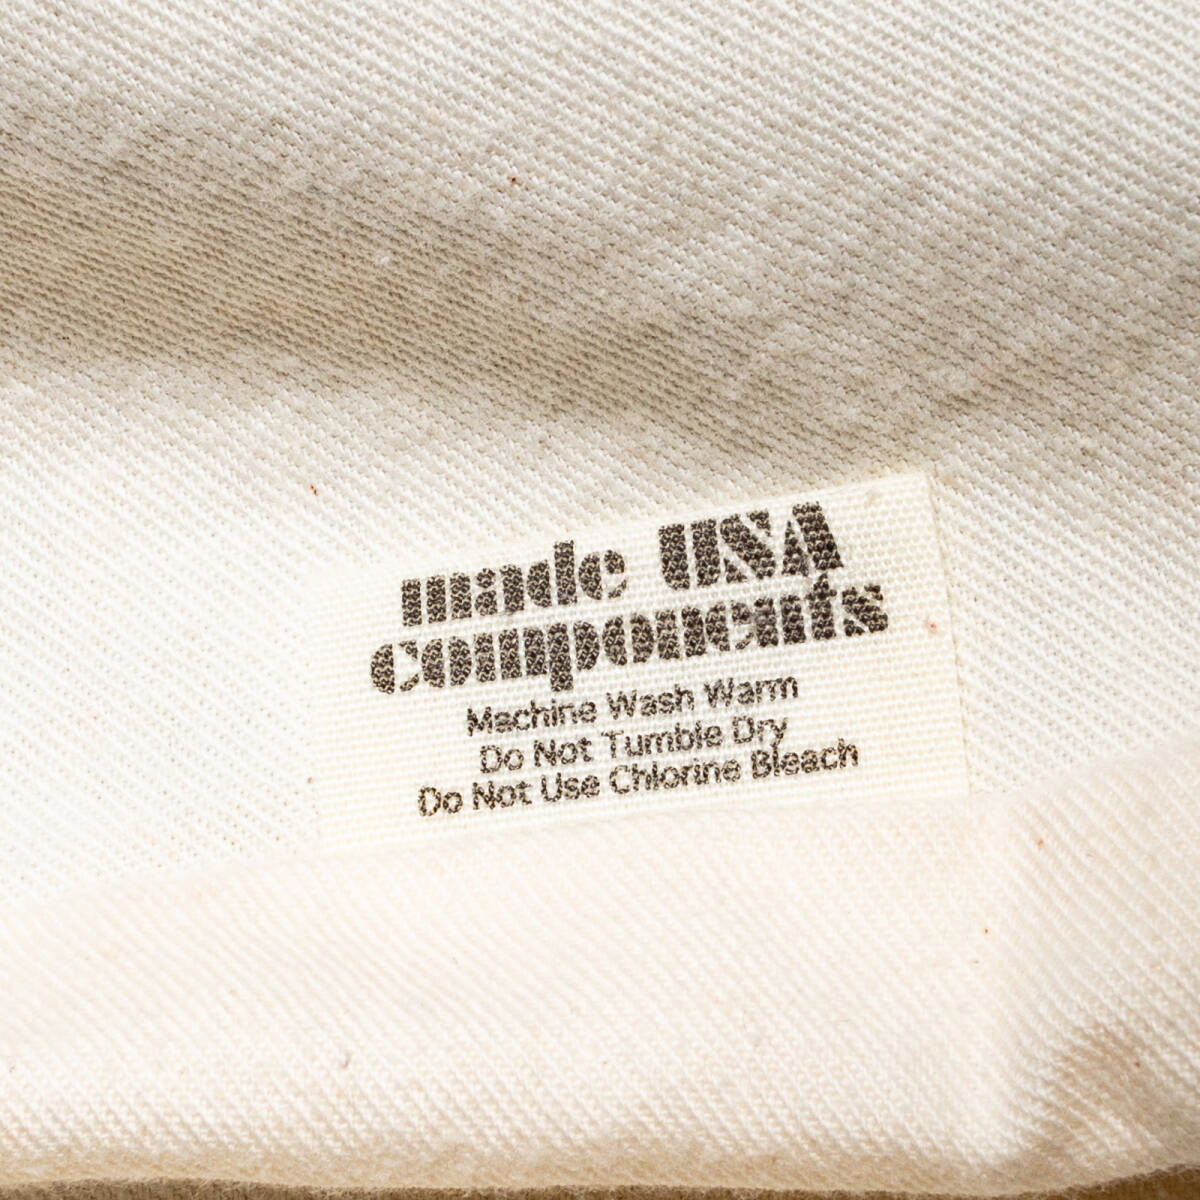 made USA
components
Machine Wash Warm
Do Not Tumble Dry
Do Not Use Chlorine Bleach